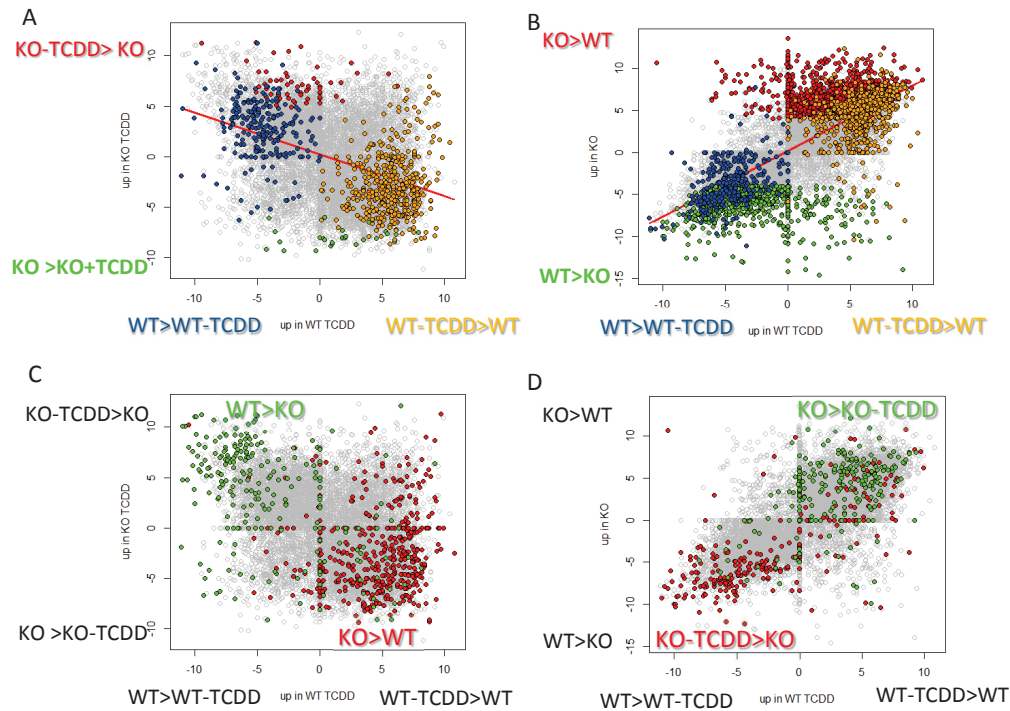 A
KO-TCDD> KO
KO >KO+TCDD
up in KO TCDD
10
5
0
-5
-10
-10 -5 0 5 10
WT>WT-TCDD up in WT TCDD WT-TCDD>WT
B
KO>WT
WT>KO
up in KO
10
5
0
-5
-10
-15
-10 -5 0 5 10
WT>WT-TCDD up in WT TCDD WT-TCDD>WT
C
KO-TCDD>KO
WT>KO
KO >KO-TCDD
KO>WT
up in KO TCDD
10
5
0
-5
-10
-10 -5 0 5 10
WT>WT-TCDD up in WT TCDD WT-TCDD>WT
D
KO>WT
KO>KO-TCDD
WT>KO
KO-TCDD>KO
up in KO
10
5
0
-5
-10
-15
-10 -5 0 5 10
WT>WT-TCDD up in WT TCDD WT-TCDD>WT